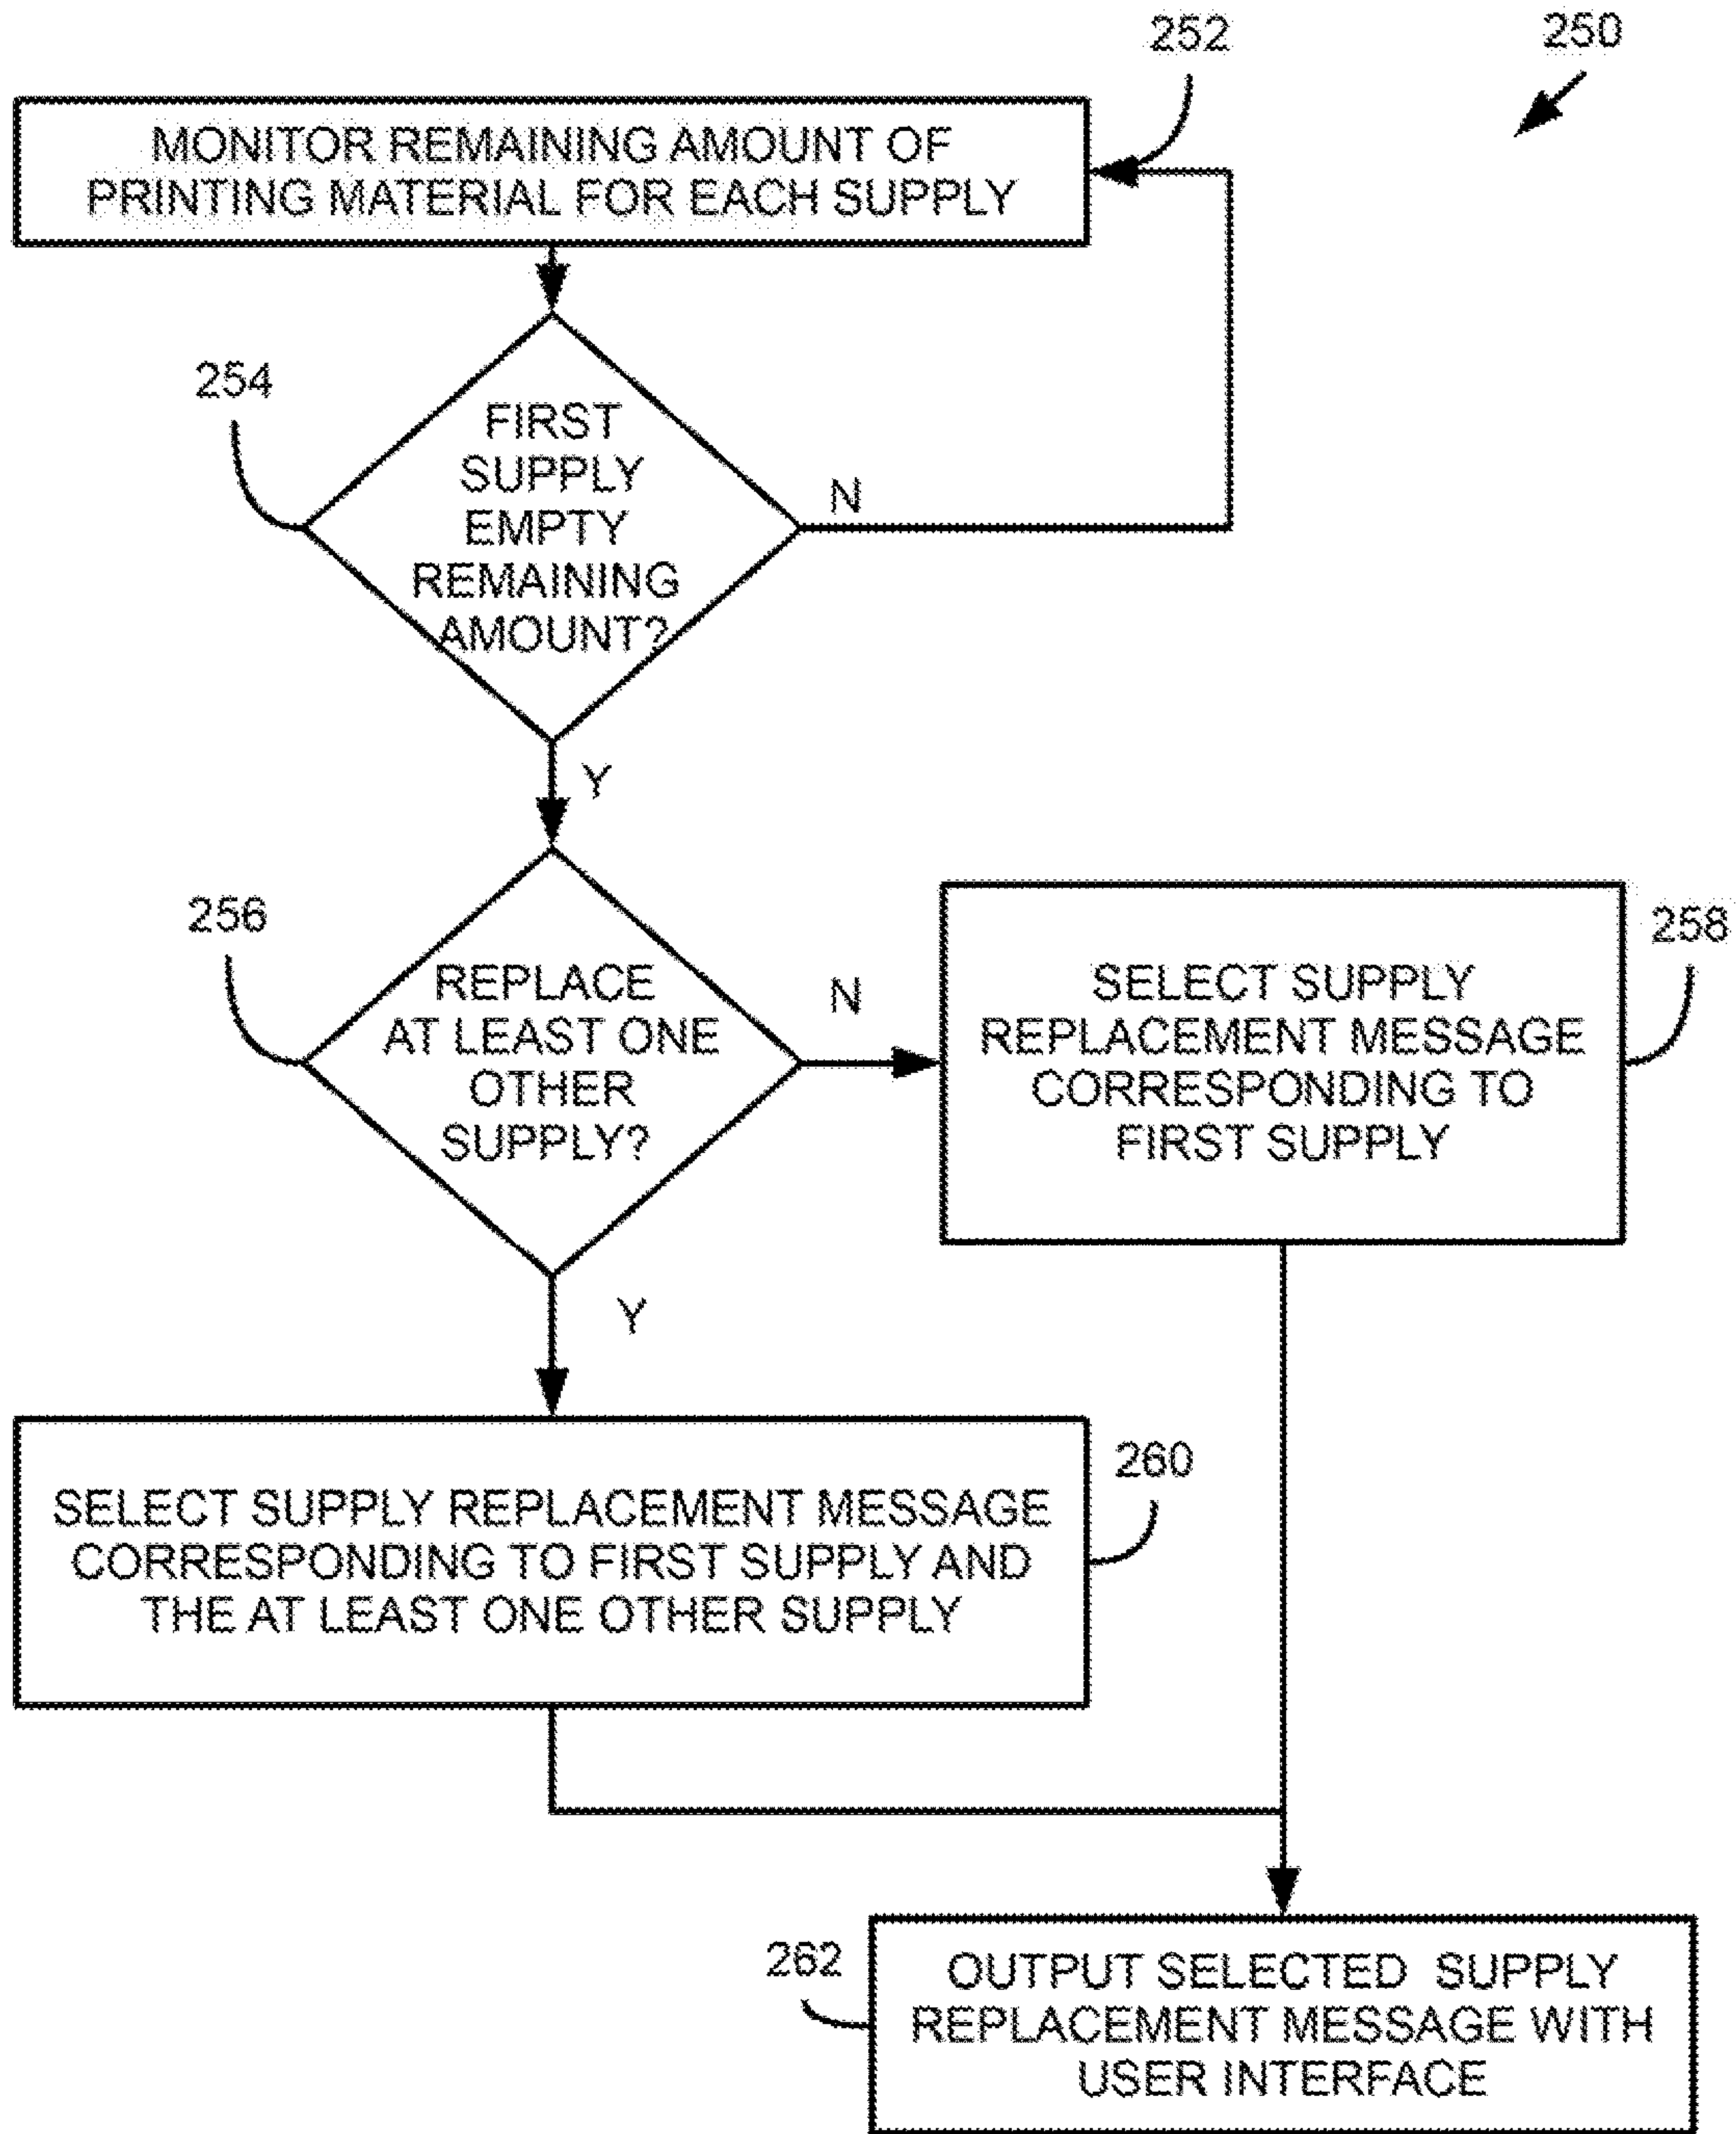 252
250
MONITOR REMAINING AMOUNT OF
PRINTING MATERIAL FOR EACH SUPPLY
254
FIRST
SUPPLY
EMPTY
REMAINING
AMOUNT?
N
Y
256
REPLACE
AT LEAST ONE
OTHER
SUPPLY?
N
258
SELECT SUPPLY
REPLACEMENT MESSAGE
CORRESPONDING TO
FIRST SUPPLY
Y
260
SELECT SUPPLY REPLACEMENT MESSAGE
CORRESPONDING TO FIRST SUPPLY AND
THE AT LEAST ONE OTHER SUPPLY
262
OUTPUT SELECTED SUPPLY
REPLACEMENT MESSAGE WITH
USER INTERFACE